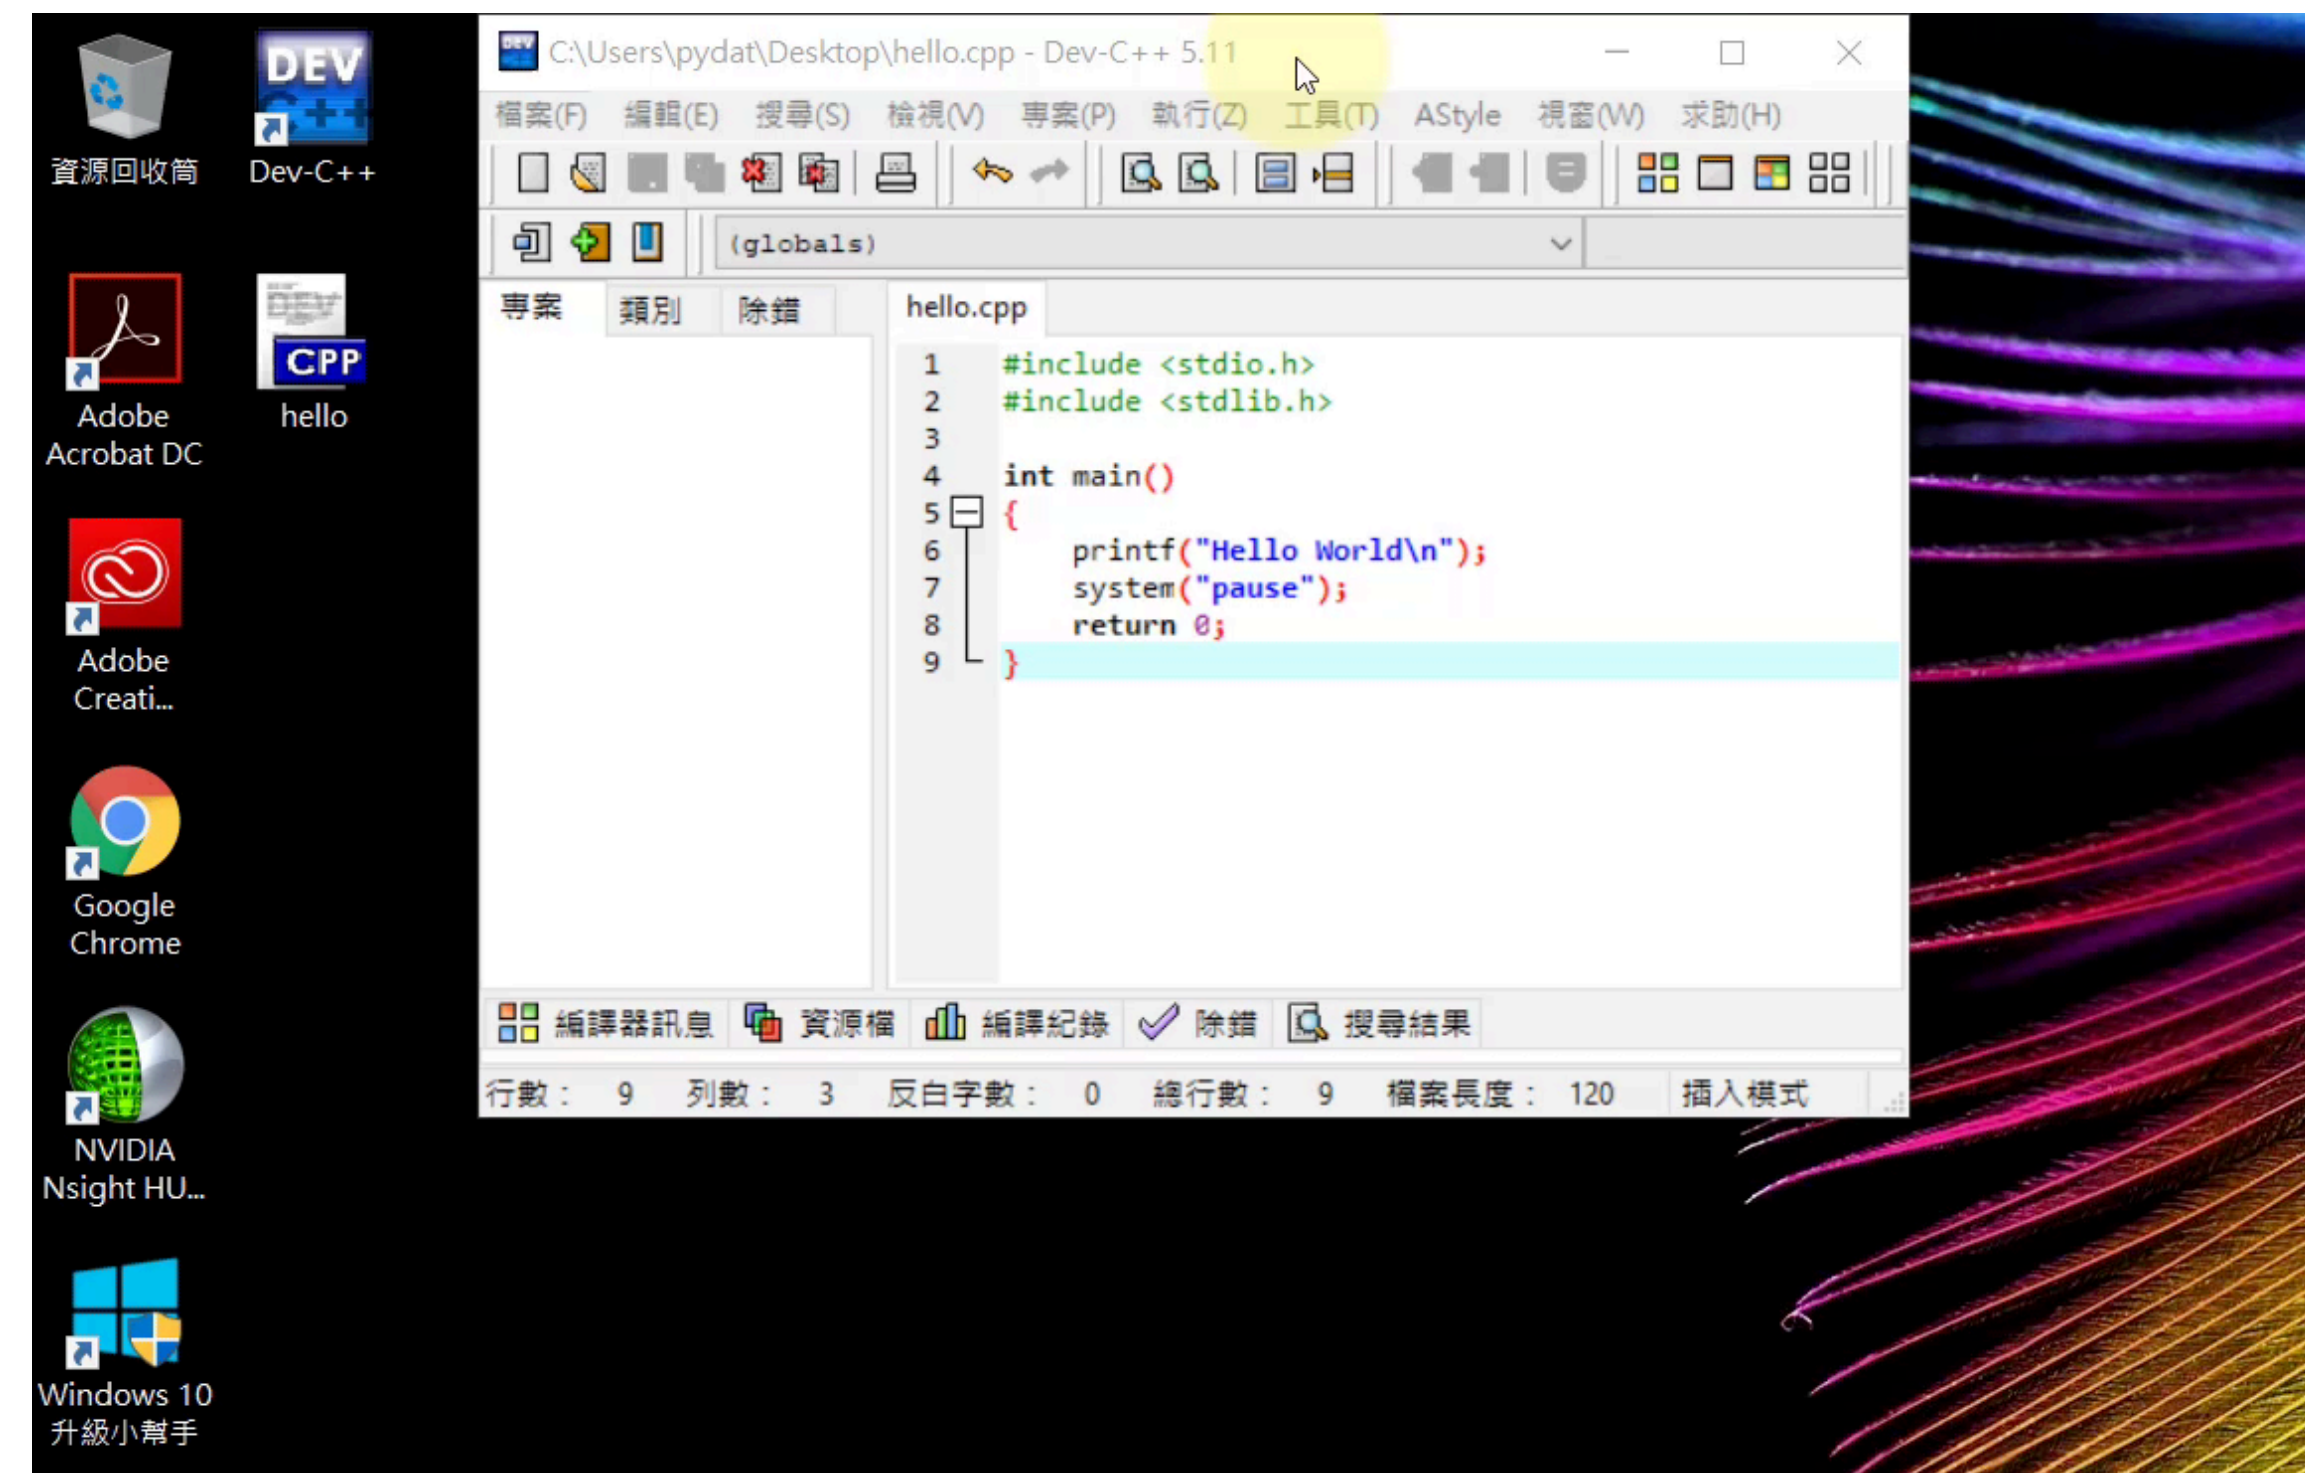 資源回收筒
DEV
C++
Dev-C++
Adobe
Acrobat DC
CPP
hello
Adobe
Creati...
Google
Chrome
NVIDIA
Nsight HU...
Windows 10
升級小幫手
DEV
C:\Users\pydat\Desktop\hello.cpp - Dev-C++ 5.11
檔案(F) 編輯(E) 搜尋(S) 檢視(V) 專案(P) 執行(Z) 工具(T) AStyle 視窗(W) 求助(H)
(globals)
專案 類別 除錯 hello.cpp
1 #include <stdio.h>
2 #include <stdlib.h>
3
4 int main()
5 {
6 printf("Hello World\n");
7 system("pause");
8 return 0;
9 }
編譯器訊息 資源檔 編譯紀錄 除錯 搜尋結果
行數： 9 列數： 3 反白字數： 0 總行數： 9 檔案長度： 120 插入模式